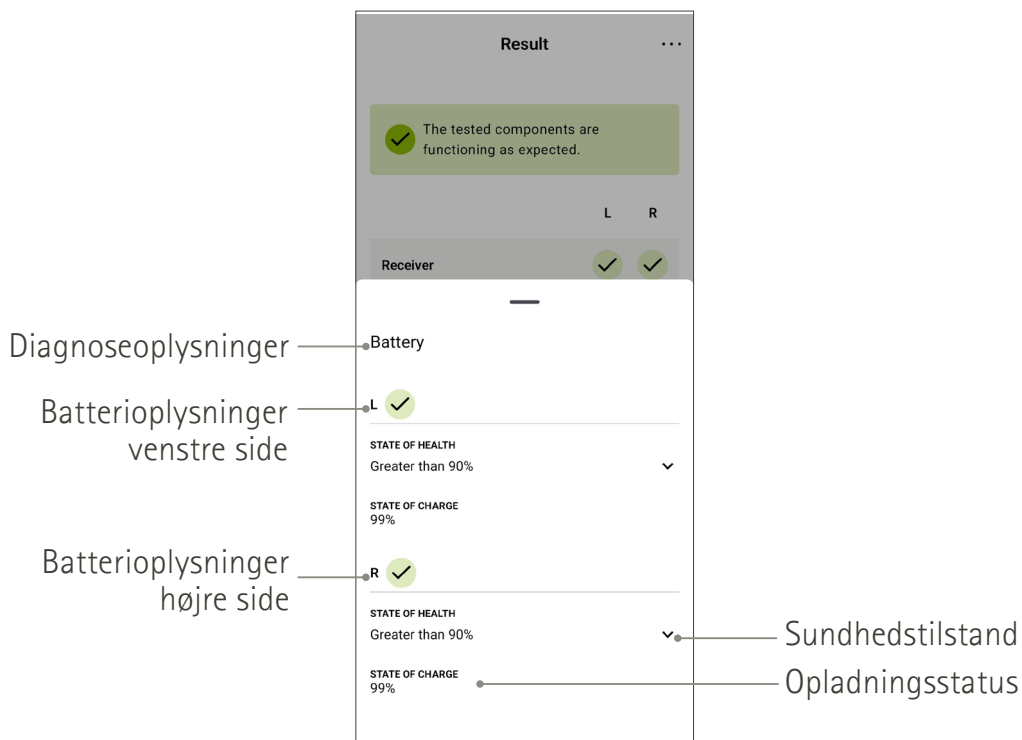 Result
The tested components are
functioning as expected.
L R
Receiver
Diagnoseoplysninger
Battery
Batterioplysninger
venstre side
L
STATE OF HEALTH
Greater than 90%
STATE OF CHARGE
99%
Batterioplysninger
højre side
R
STATE OF HEALTH
Greater than 90%
Sundhedstilstand
STATE OF CHARGE
99%
Opladningsstatus